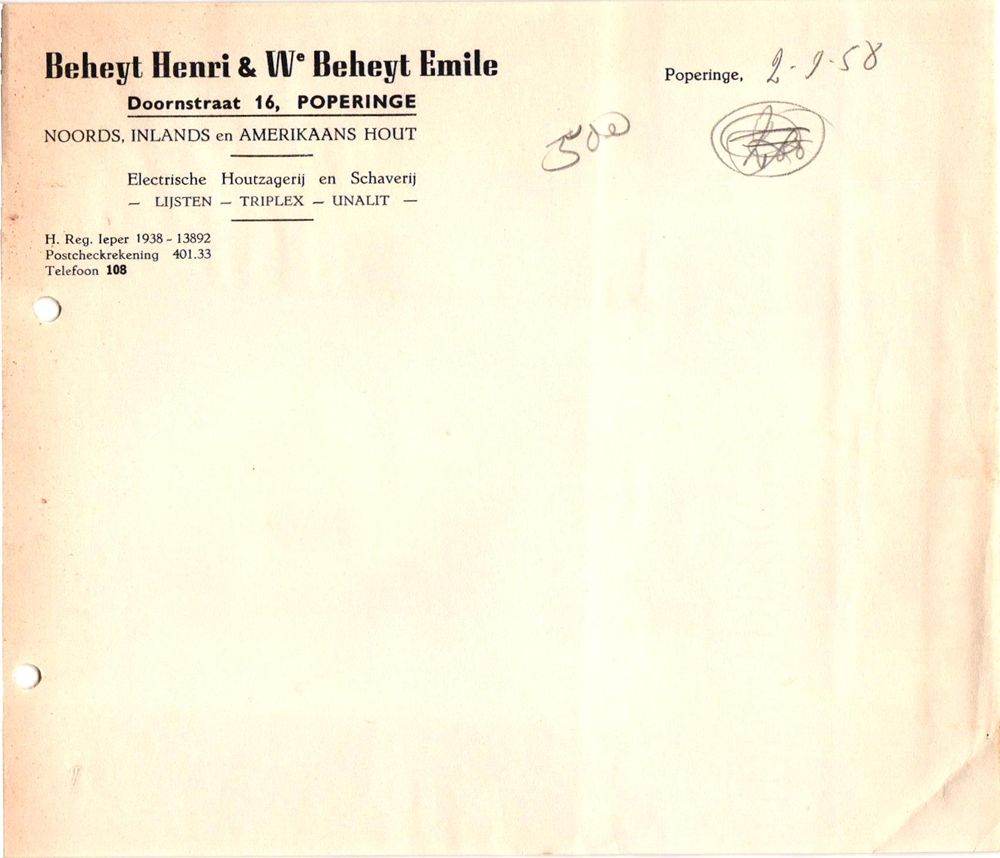 Beheyt Henri & We Beheyt Emile
Doornstraat 16, POPERINGE
NOORDS, INLANDS en AMERIKAANS HOUT
Electrische Houtzagerij en Schaverij
– LIJSTEN – TRIPLEX – UNALIT –
H. Reg. Ieper 1938 - 13892
Postcheckrekening 401.33
Telefoon 108
Poperinge, 2-9-58
5de